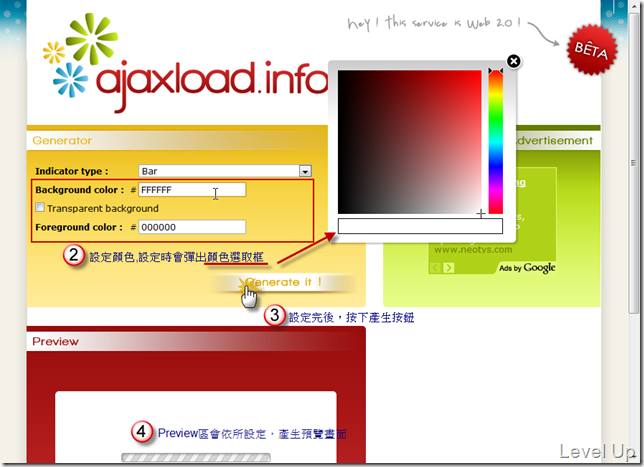 hey! this service is Web 2.0 !
BÊTA
ajaxload.info
Generator
Advertisement
Indicator type :
Bar
Background color :
# FFFFFF
Transparent background
Foreground color :
# 000000
www.neotys.com
Ads by Google
2 設定顏色,設定時會彈出顏色選取框
Generate it !
3 設定完後，按下產生按鈕
Preview
4 Preview區會依所設定，產生預覽畫面
Level Up